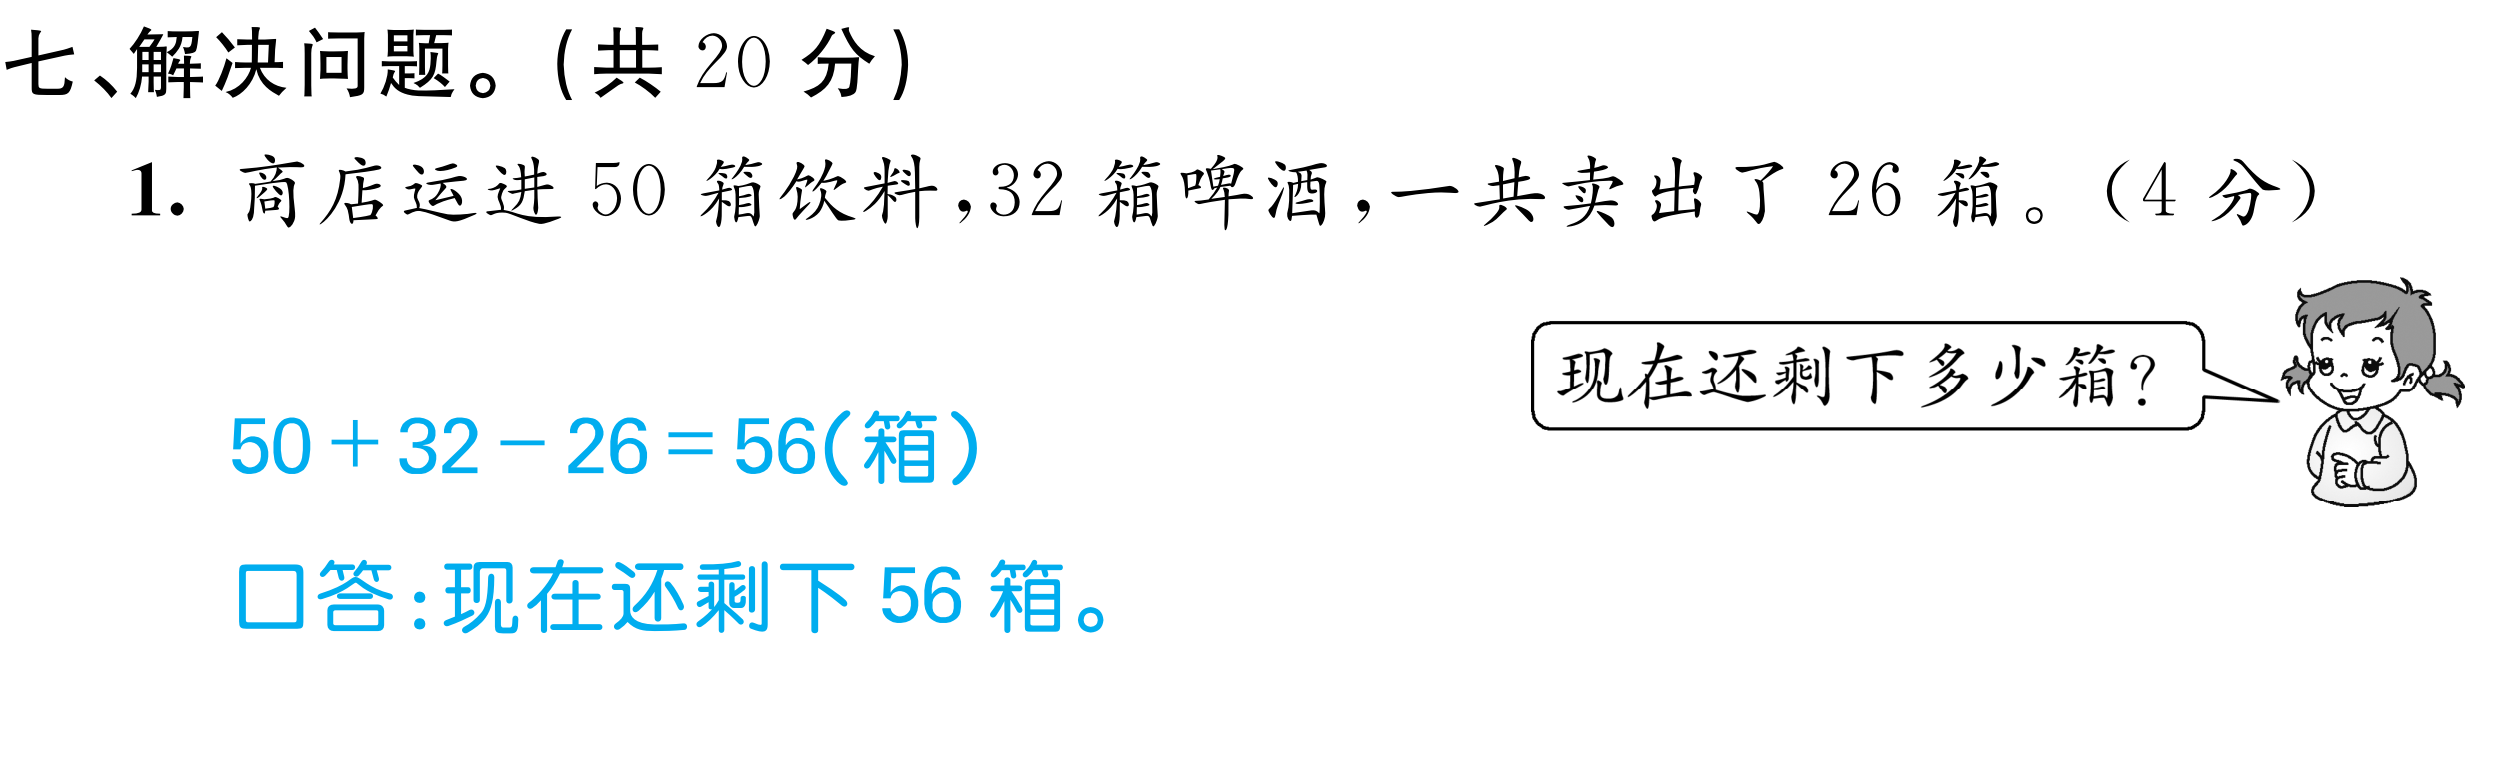 七、解决问题。(共 20 分)
1. 商店运进 50 箱饮料,32 箱啤酒,一共卖出了 26 箱。(4 分)
现在还剩下多少箱?
50+32-26=56(箱)
口答:现在还剩下 56 箱。